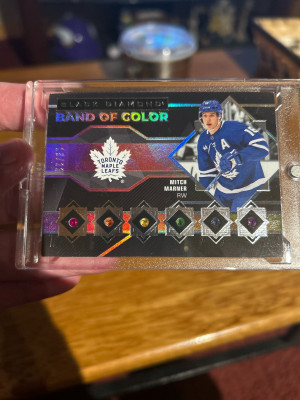 BLACK DIAMOND
BAND OF COLOR
TORONTO
MAPLE
LEAFS
MITCH
MARNER
RW
A